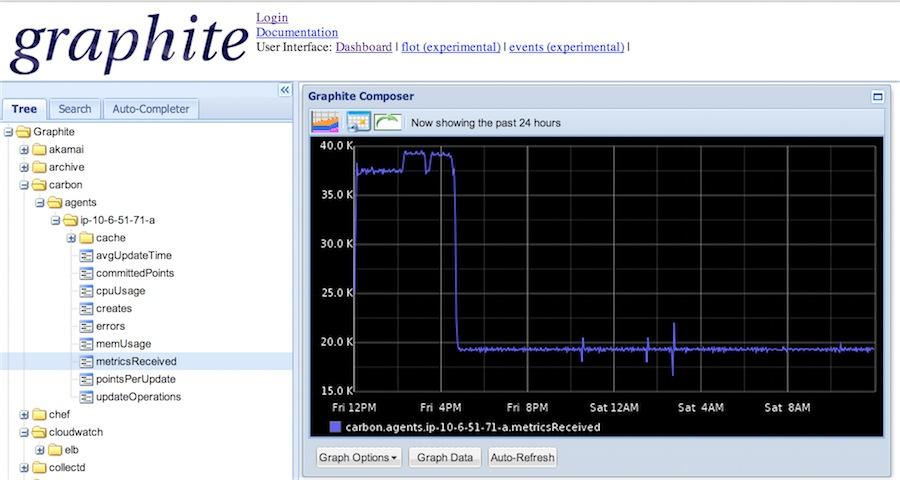 graphite
Login
Documentation
User Interface: Dashboard | flot (experimental) | events (experimental) |
Tree
Search
Auto-Completer
Graphite
akamai
archive
carbon
agents
ip-10-6-51-71-a
cache
avgUpdateTime
committedPoints
cpuUsage
creates
errors
memUsage
metricsReceived
pointsPerUpdate
updateOperations
chef
cloudwatch
elb
collectd
Graphite Composer
Now showing the past 24 hours
40.0 K
35.0 K
30.0 K
25.0 K
20.0 K
15.0 K
Fri 12PM Fri 4PM Fri 8PM Sat 12AM Sat 4AM Sat 8AM
carbon.agents.ip-10-6-51-71-a.metricsReceived
Graph Options Graph Data Auto-Refresh